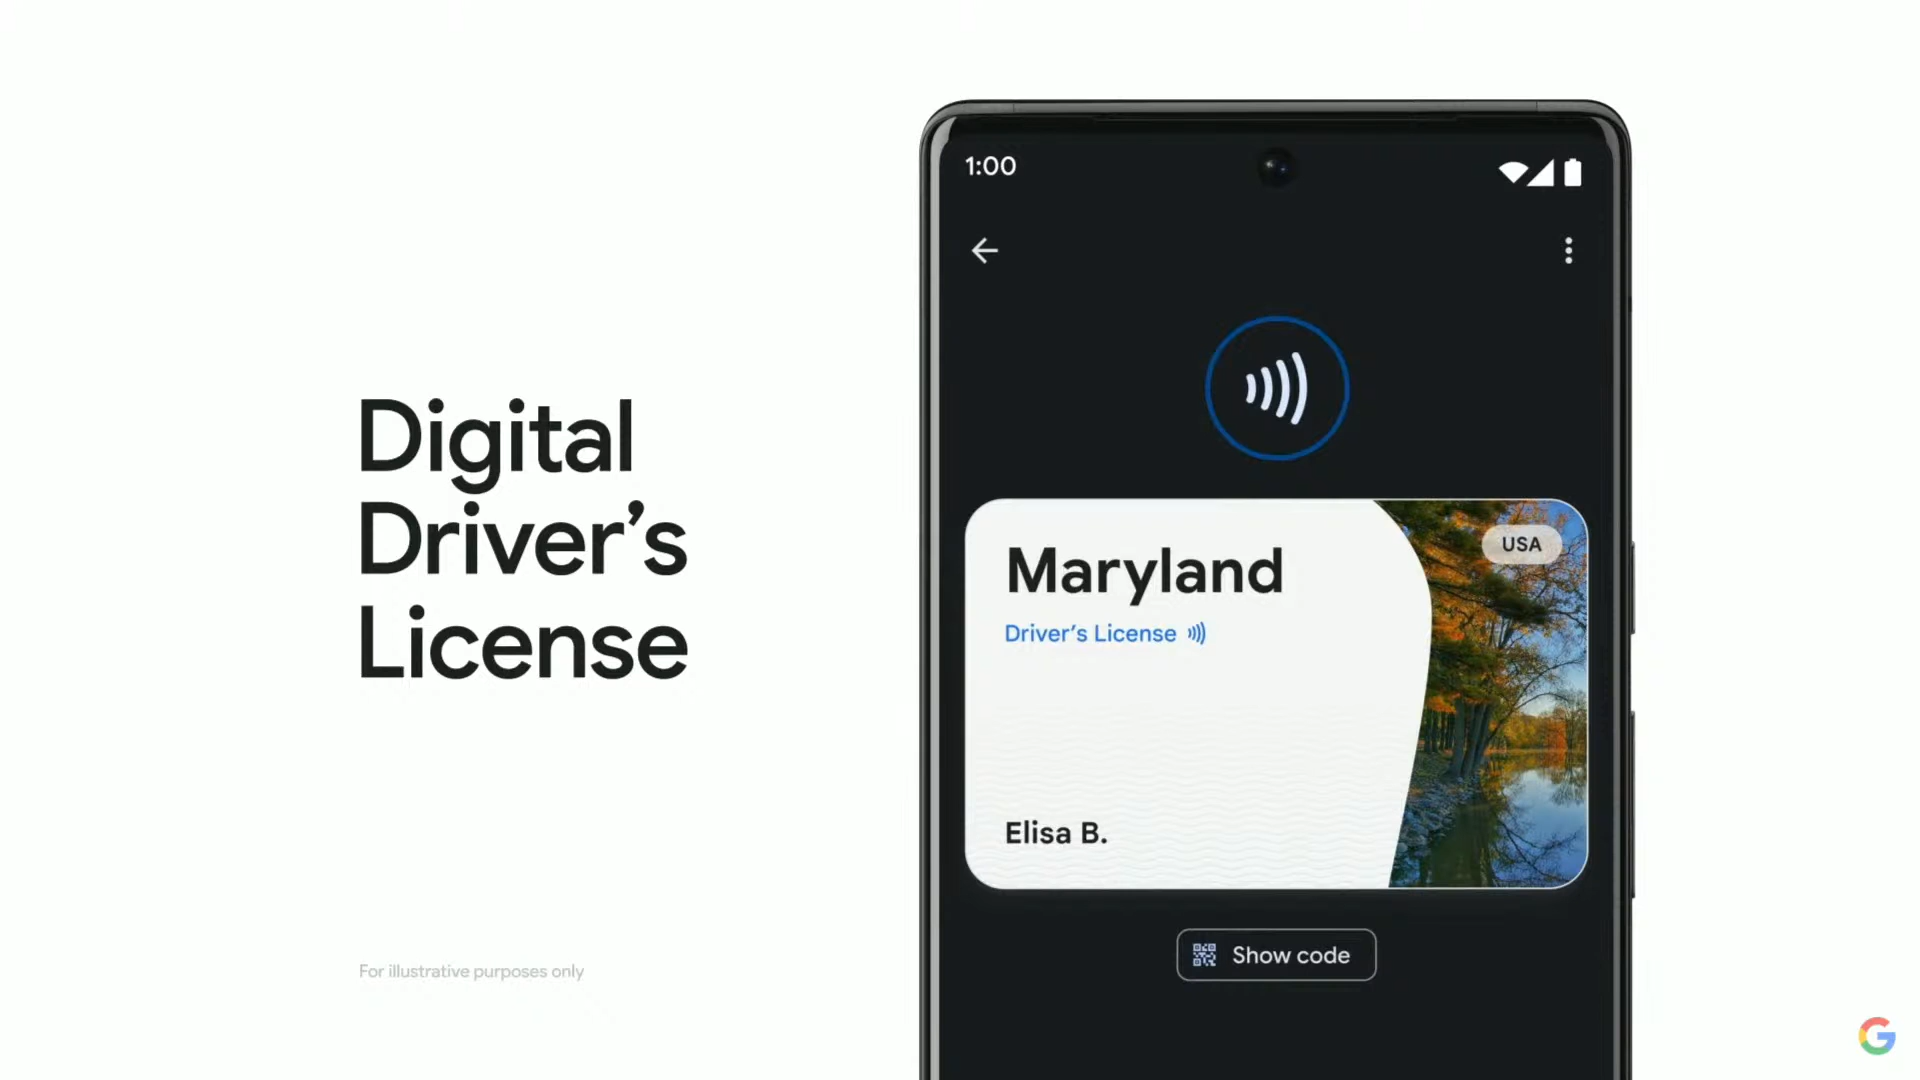 Digital
Driver’s
License
For illustrative purposes only
1:00
USA
Maryland
Driver’s License
Elisa B.
Show code